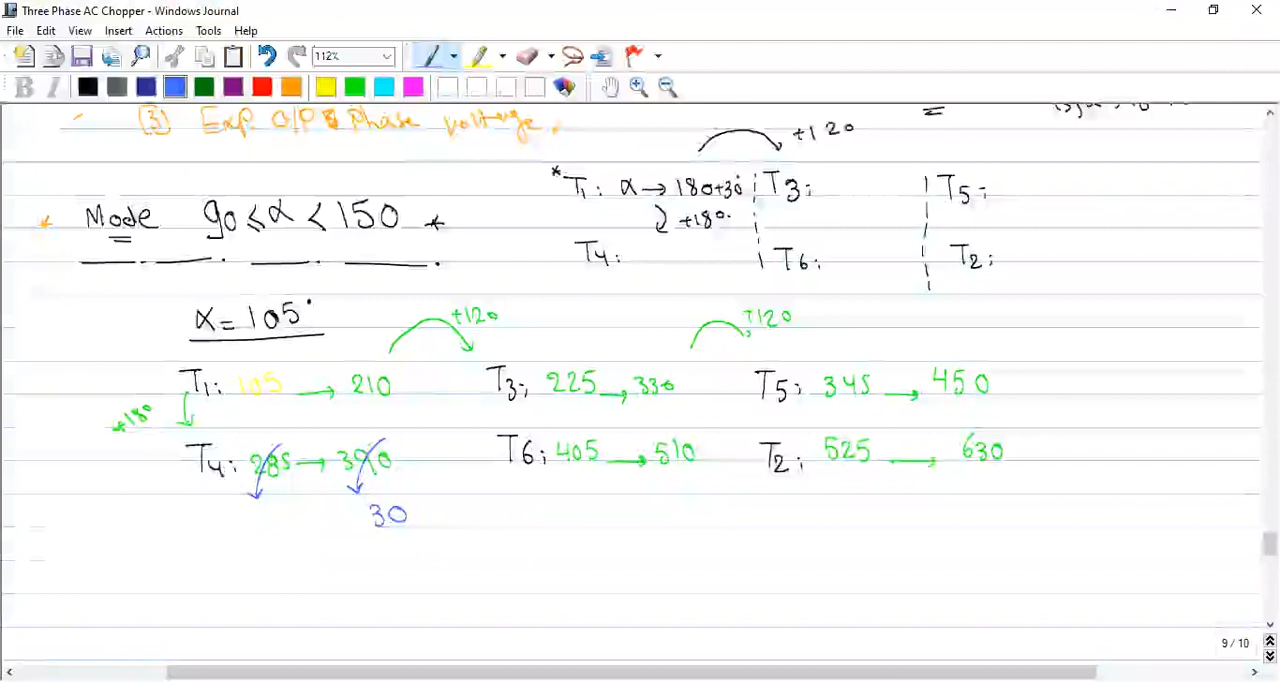 Three Phase AC Chopper - Windows Journal
File Edit View Insert Actions Tools Help
112%
B I
(3) Exp. O/P Phase voltage.
+120
* T1: α → 180+30 T3: T5:
+180
* Mode 90 ≤ α < 150 *
T4: T6: T2:
α = 105°
+120 +120
T1: 105 → 210 T3: 225 → 330 T5: 345 → 450
+180
T4: 285 → 390 T6: 405 → 510 T2: 525 → 630
30
9 / 10